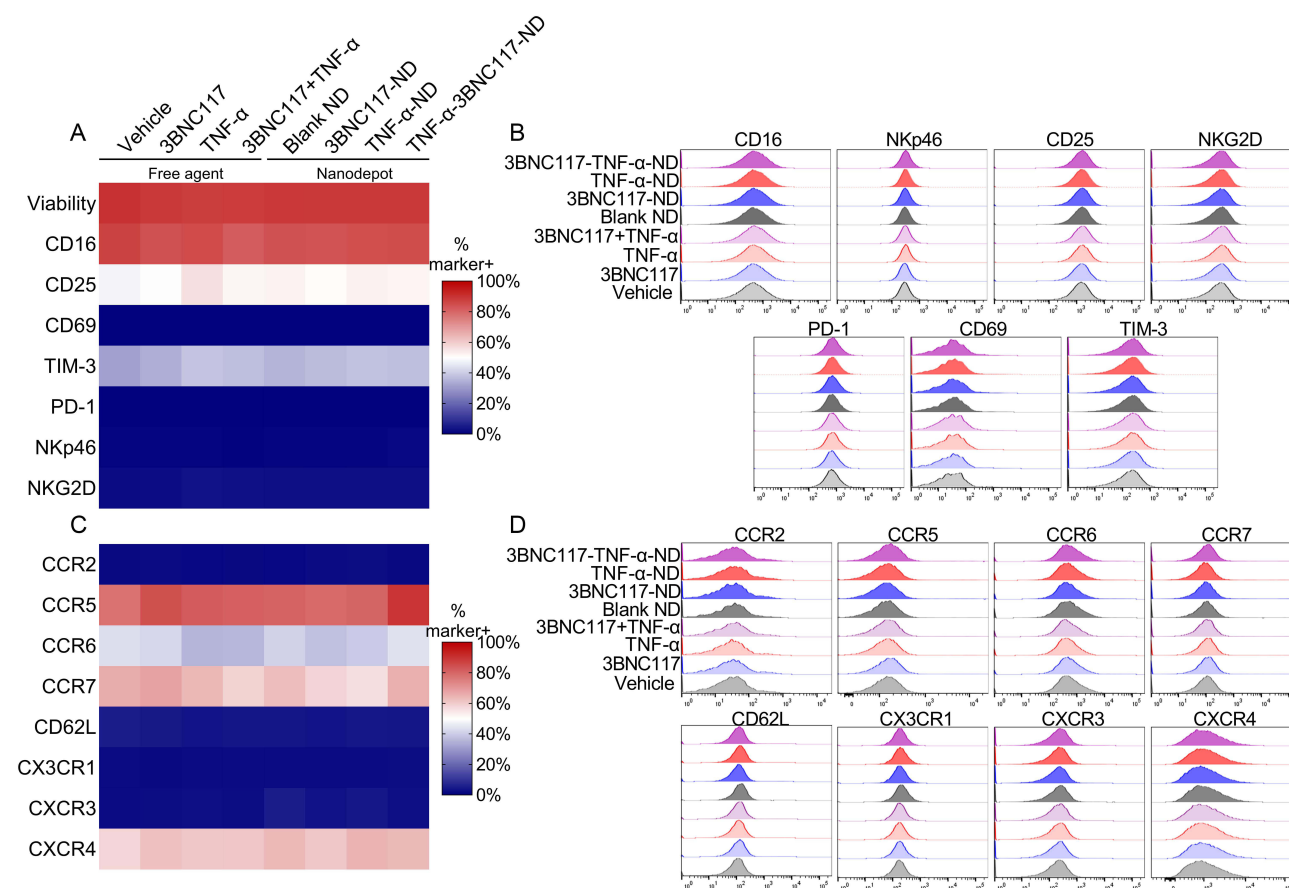 A
Vehicle
3BNC117
TNF-α
3BNC117+TNF-α
Blank ND
3BNC117-ND
TNF-α-ND
TNF-α-3BNC117-ND
Free agent
Nanodepot
Viability
CD16
CD25
CD69
TIM-3
PD-1
NKp46
NKG2D
%
marker+
100%
80%
60%
40%
20%
0%
B
CD16
NKp46
CD25
NKG2D
3BNC117-TNF-α-ND
TNF-α-ND
3BNC117-ND
Blank ND
3BNC117+TNF-α
TNF-α
3BNC117
Vehicle
PD-1
CD69
TIM-3
C
CCR2
CCR5
CCR6
CCR7
CD62L
CX3CR1
CXCR3
CXCR4
%
marker+
100%
80%
60%
40%
20%
0%
D
CCR2
CCR5
CCR6
CCR7
3BNC117-TNF-α-ND
TNF-α-ND
3BNC117-ND
Blank ND
3BNC117+TNF-α
TNF-α
3BNC117
Vehicle
CD62L
CX3CR1
CXCR3
CXCR4